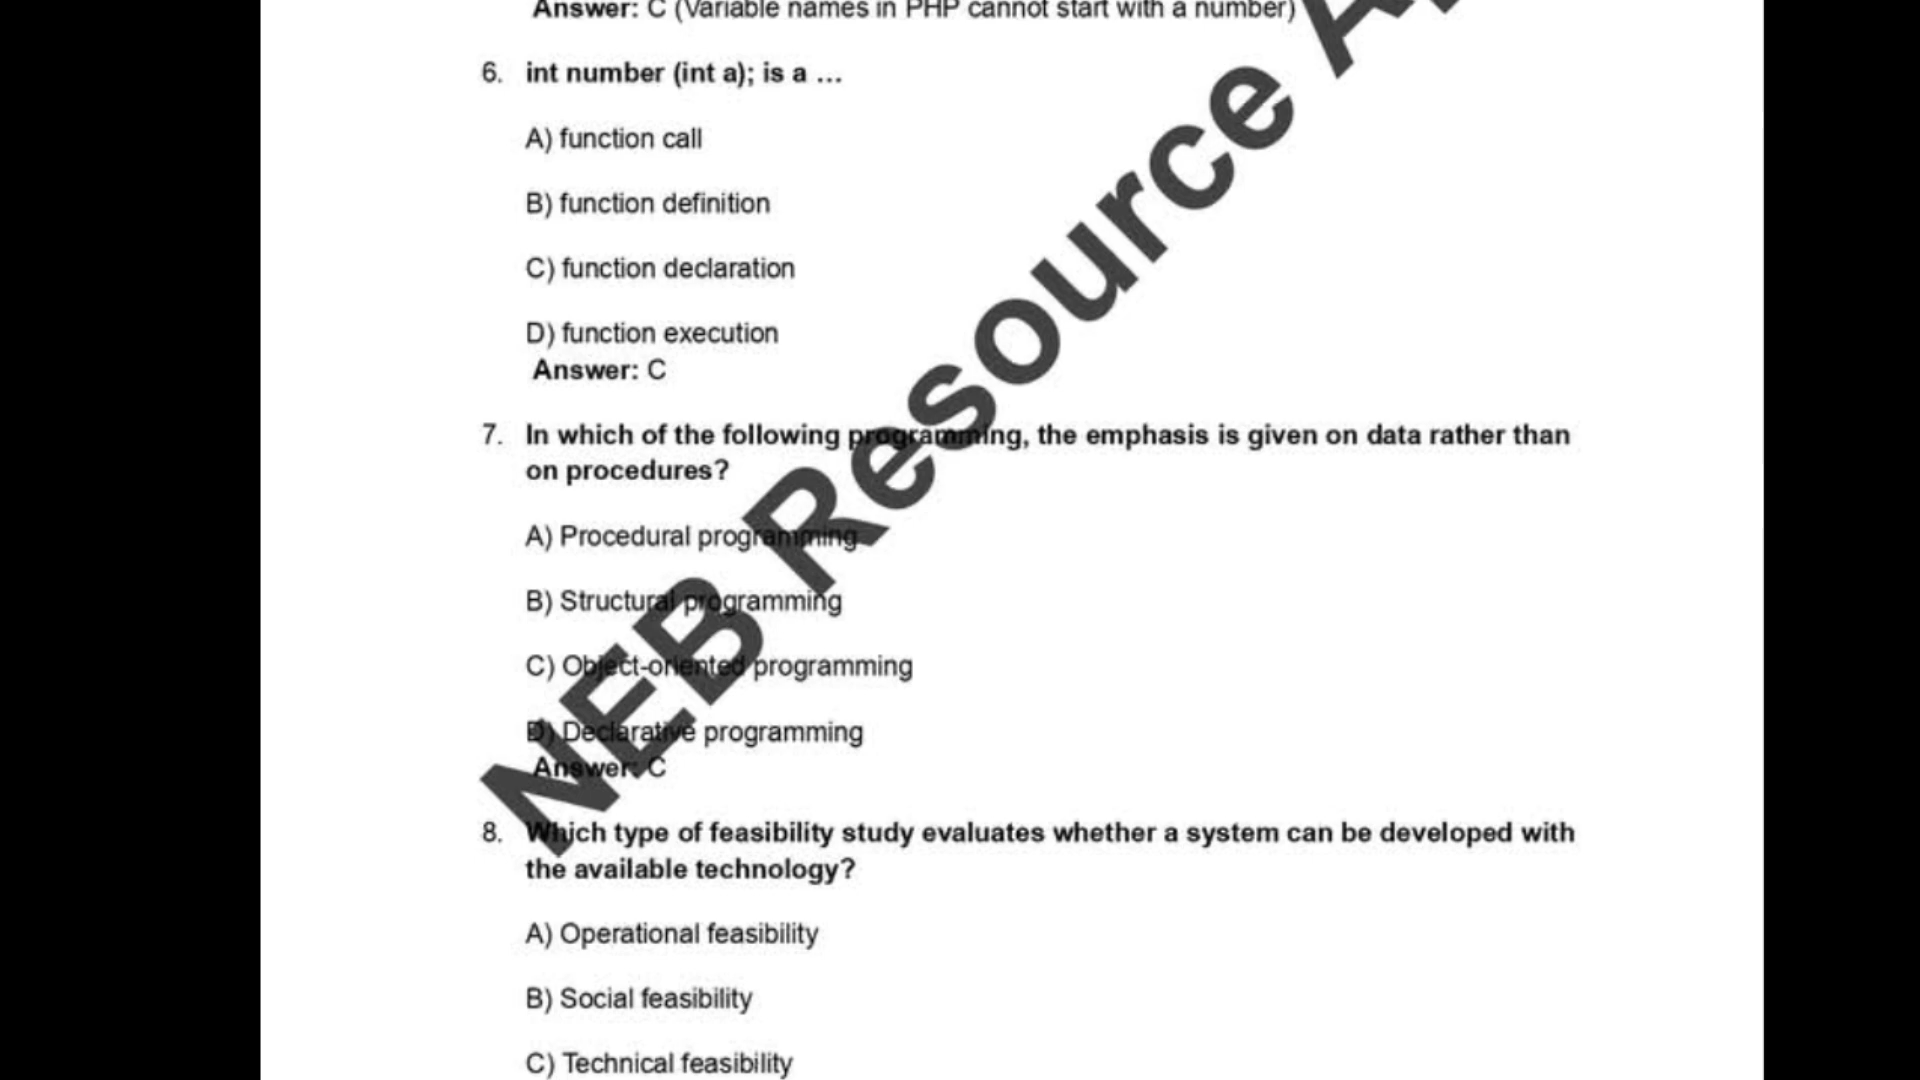 Answer: C (Variable names in PHP cannot start with a number)
6. int number (int a); is a …
A) function call
B) function definition
C) function declaration
D) function execution
Answer: C
7. In which of the following programming, the emphasis is given on data rather than
on procedures?
A) Procedural programming
B) Structural programming
C) Object-oriented programming
D) Declarative programming
Answer: C
8. Which type of feasibility study evaluates whether a system can be developed with
the available technology?
A) Operational feasibility
B) Social feasibility
C) Technical feasibility
NEB Resource